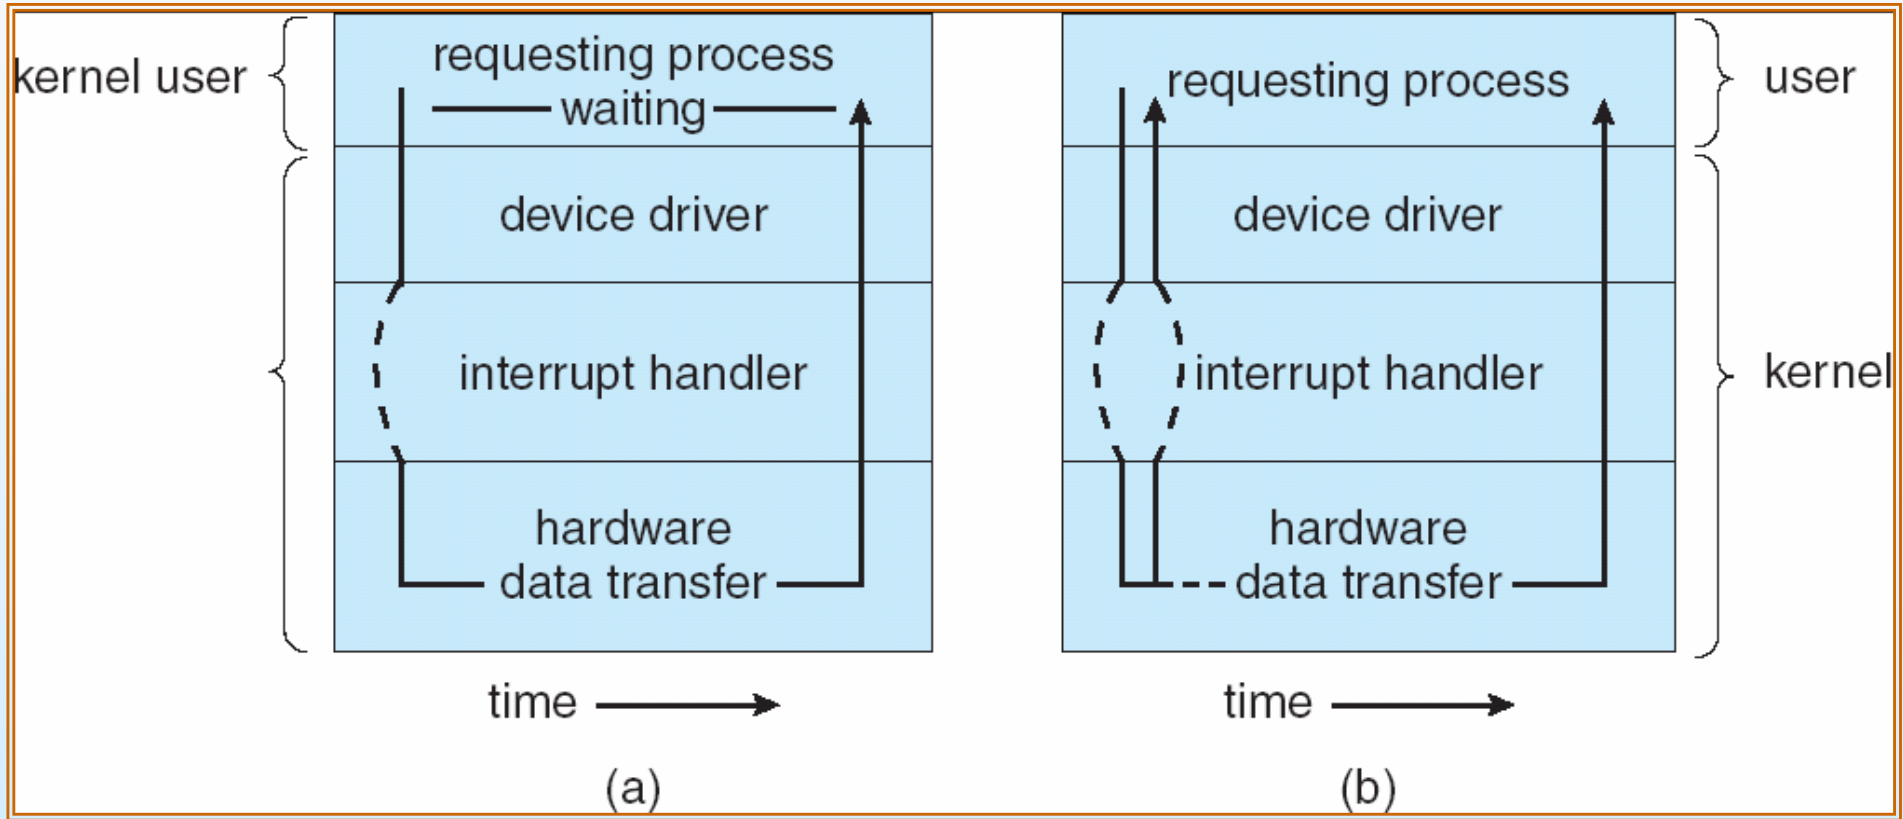 kernel user
requesting process
waiting
device driver
interrupt handler
hardware
data transfer
time
(a)
requesting process
user
device driver
interrupt handler
kernel
hardware
data transfer
time
(b)